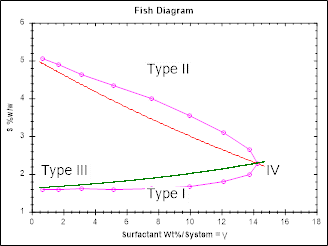 Fish Diagram
6
5
4
3
2
1
S %w/w
Type II
Type III
IV
Type I
0 2 4 6 8 10 12 14 16 18
Surfactant Wt%/System = γ